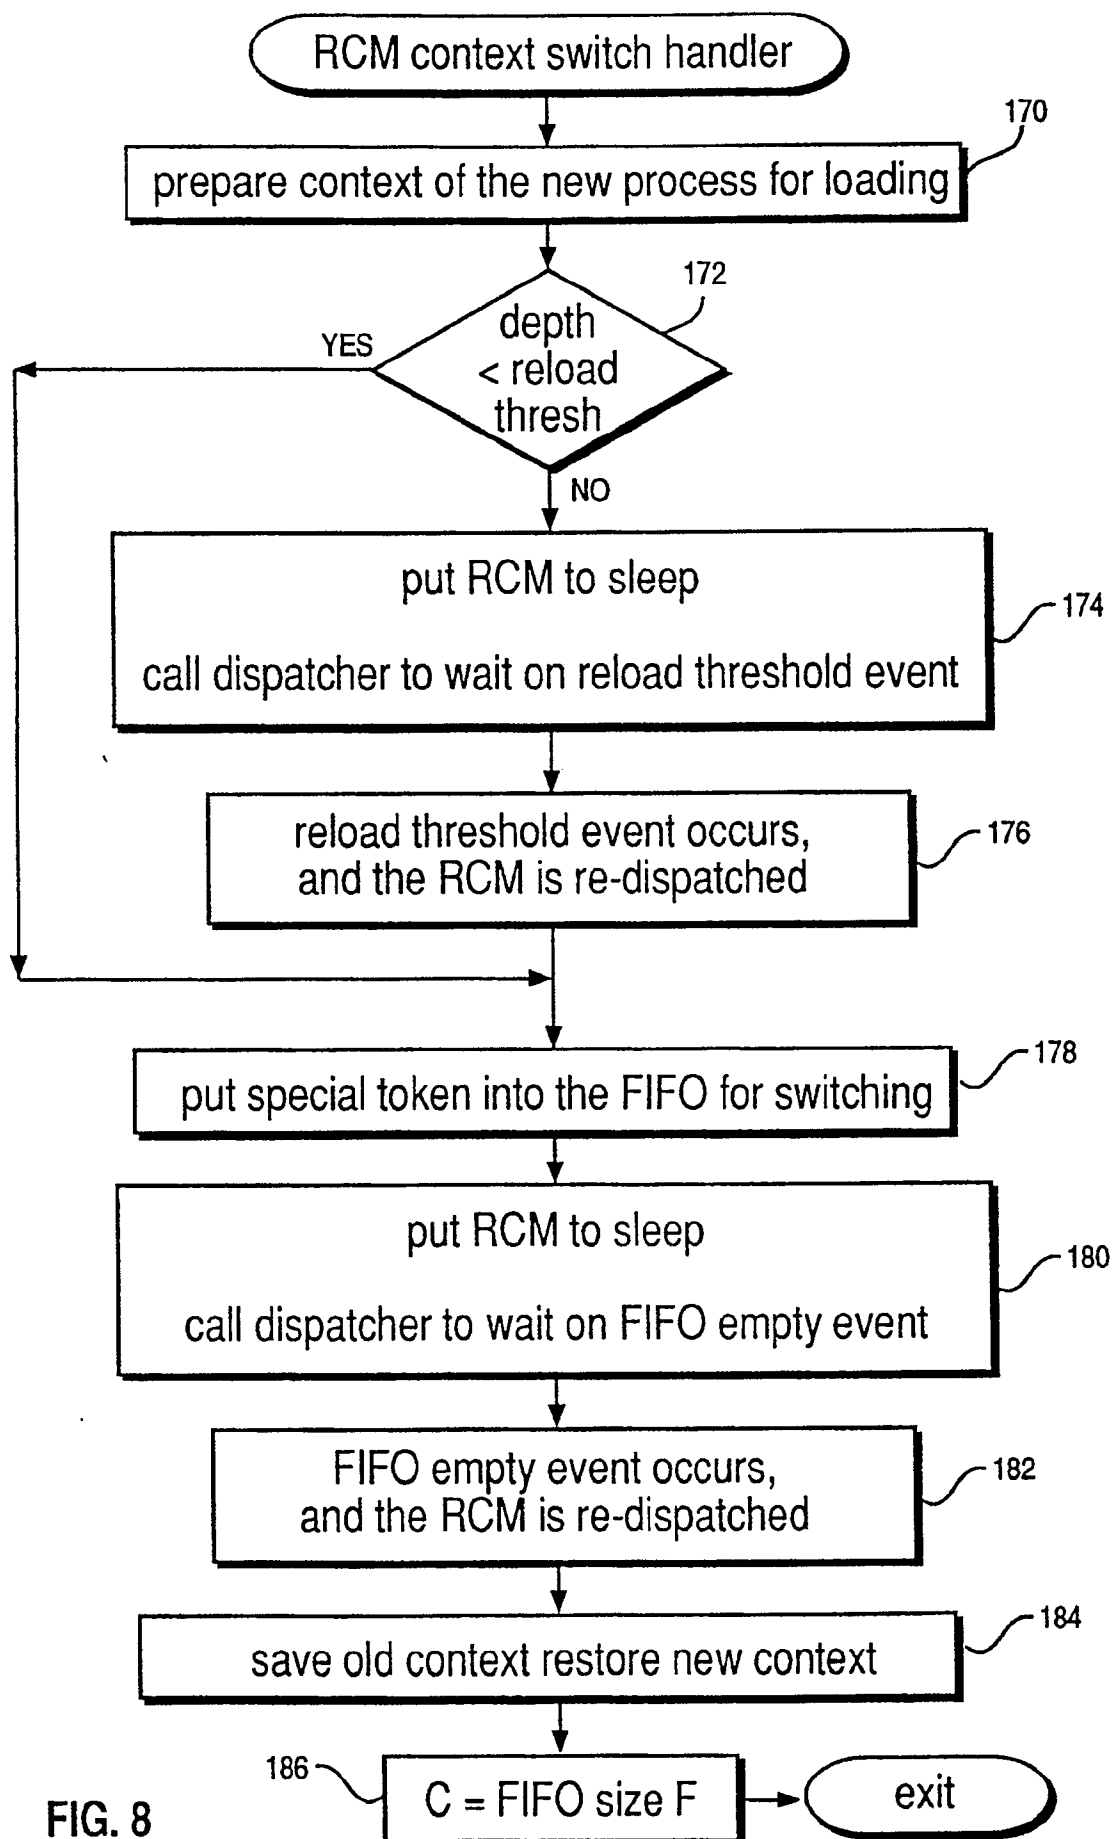 RCM context switch handler
170
prepare context of the new process for loading
172
depth
< reload
thresh
YES
NO
put RCM to sleep
call dispatcher to wait on reload threshold event
174
reload threshold event occurs,
and the RCM is re-dispatched
176
178
put special token into the FIFO for switching
put RCM to sleep
call dispatcher to wait on FIFO empty event
180
FIFO empty event occurs,
and the RCM is re-dispatched
182
184
save old context restore new context
186
C = FIFO size F
exit
FIG. 8